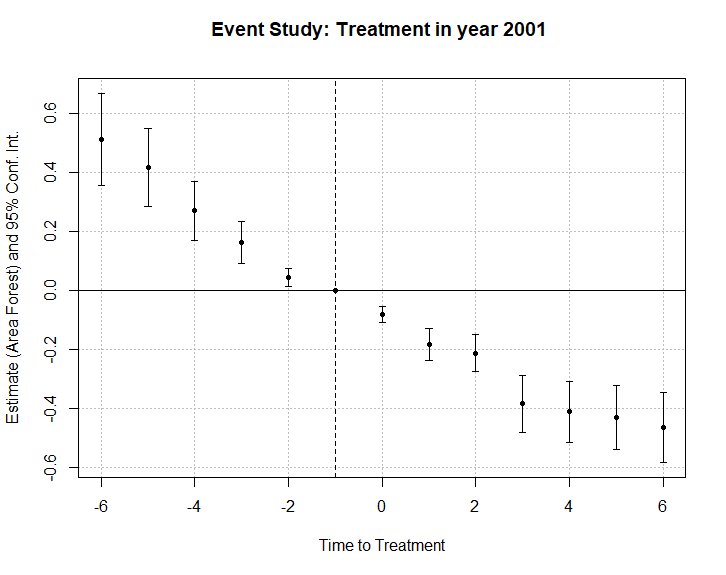 Event Study: Treatment in year 2001
Estimate (Area Forest) and 95% Conf. Int.
0.6
0.4
0.2
0.0
-0.2
-0.4
-0.6
-6 -4 -2 0 2 4 6
Time to Treatment